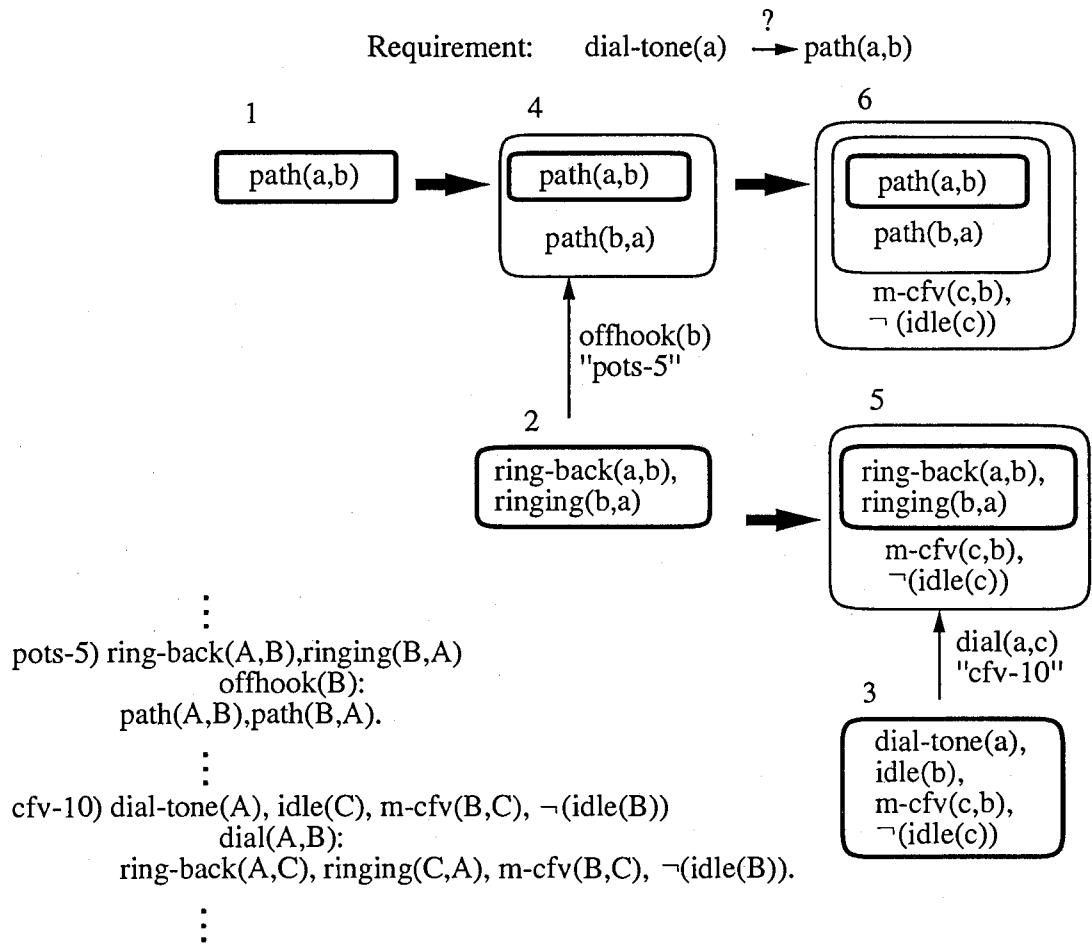 ?
Requirement: dial-tone(a) → path(a,b)
1
4
6
path(a,b)
path(a,b)
path(a,b)
path(b,a)
path(b,a)
m-cfv(c,b),
¬ (idle(c))
offhook(b)
"pots-5"
2
5
ring-back(a,b),
ringing(b,a)
ring-back(a,b),
ringing(b,a)
m-cfv(c,b),
¬(idle(c))
dial(a,c)
"cfv-10"
3
dial-tone(a),
idle(b),
m-cfv(c,b),
¬(idle(c))
⋮
pots-5) ring-back(A,B),ringing(B,A)
offhook(B):
path(A,B),path(B,A).
⋮
cfv-10) dial-tone(A), idle(C), m-cfv(B,C), ¬(idle(B))
dial(A,B):
ring-back(A,C), ringing(C,A), m-cfv(B,C), ¬(idle(B)).
⋮